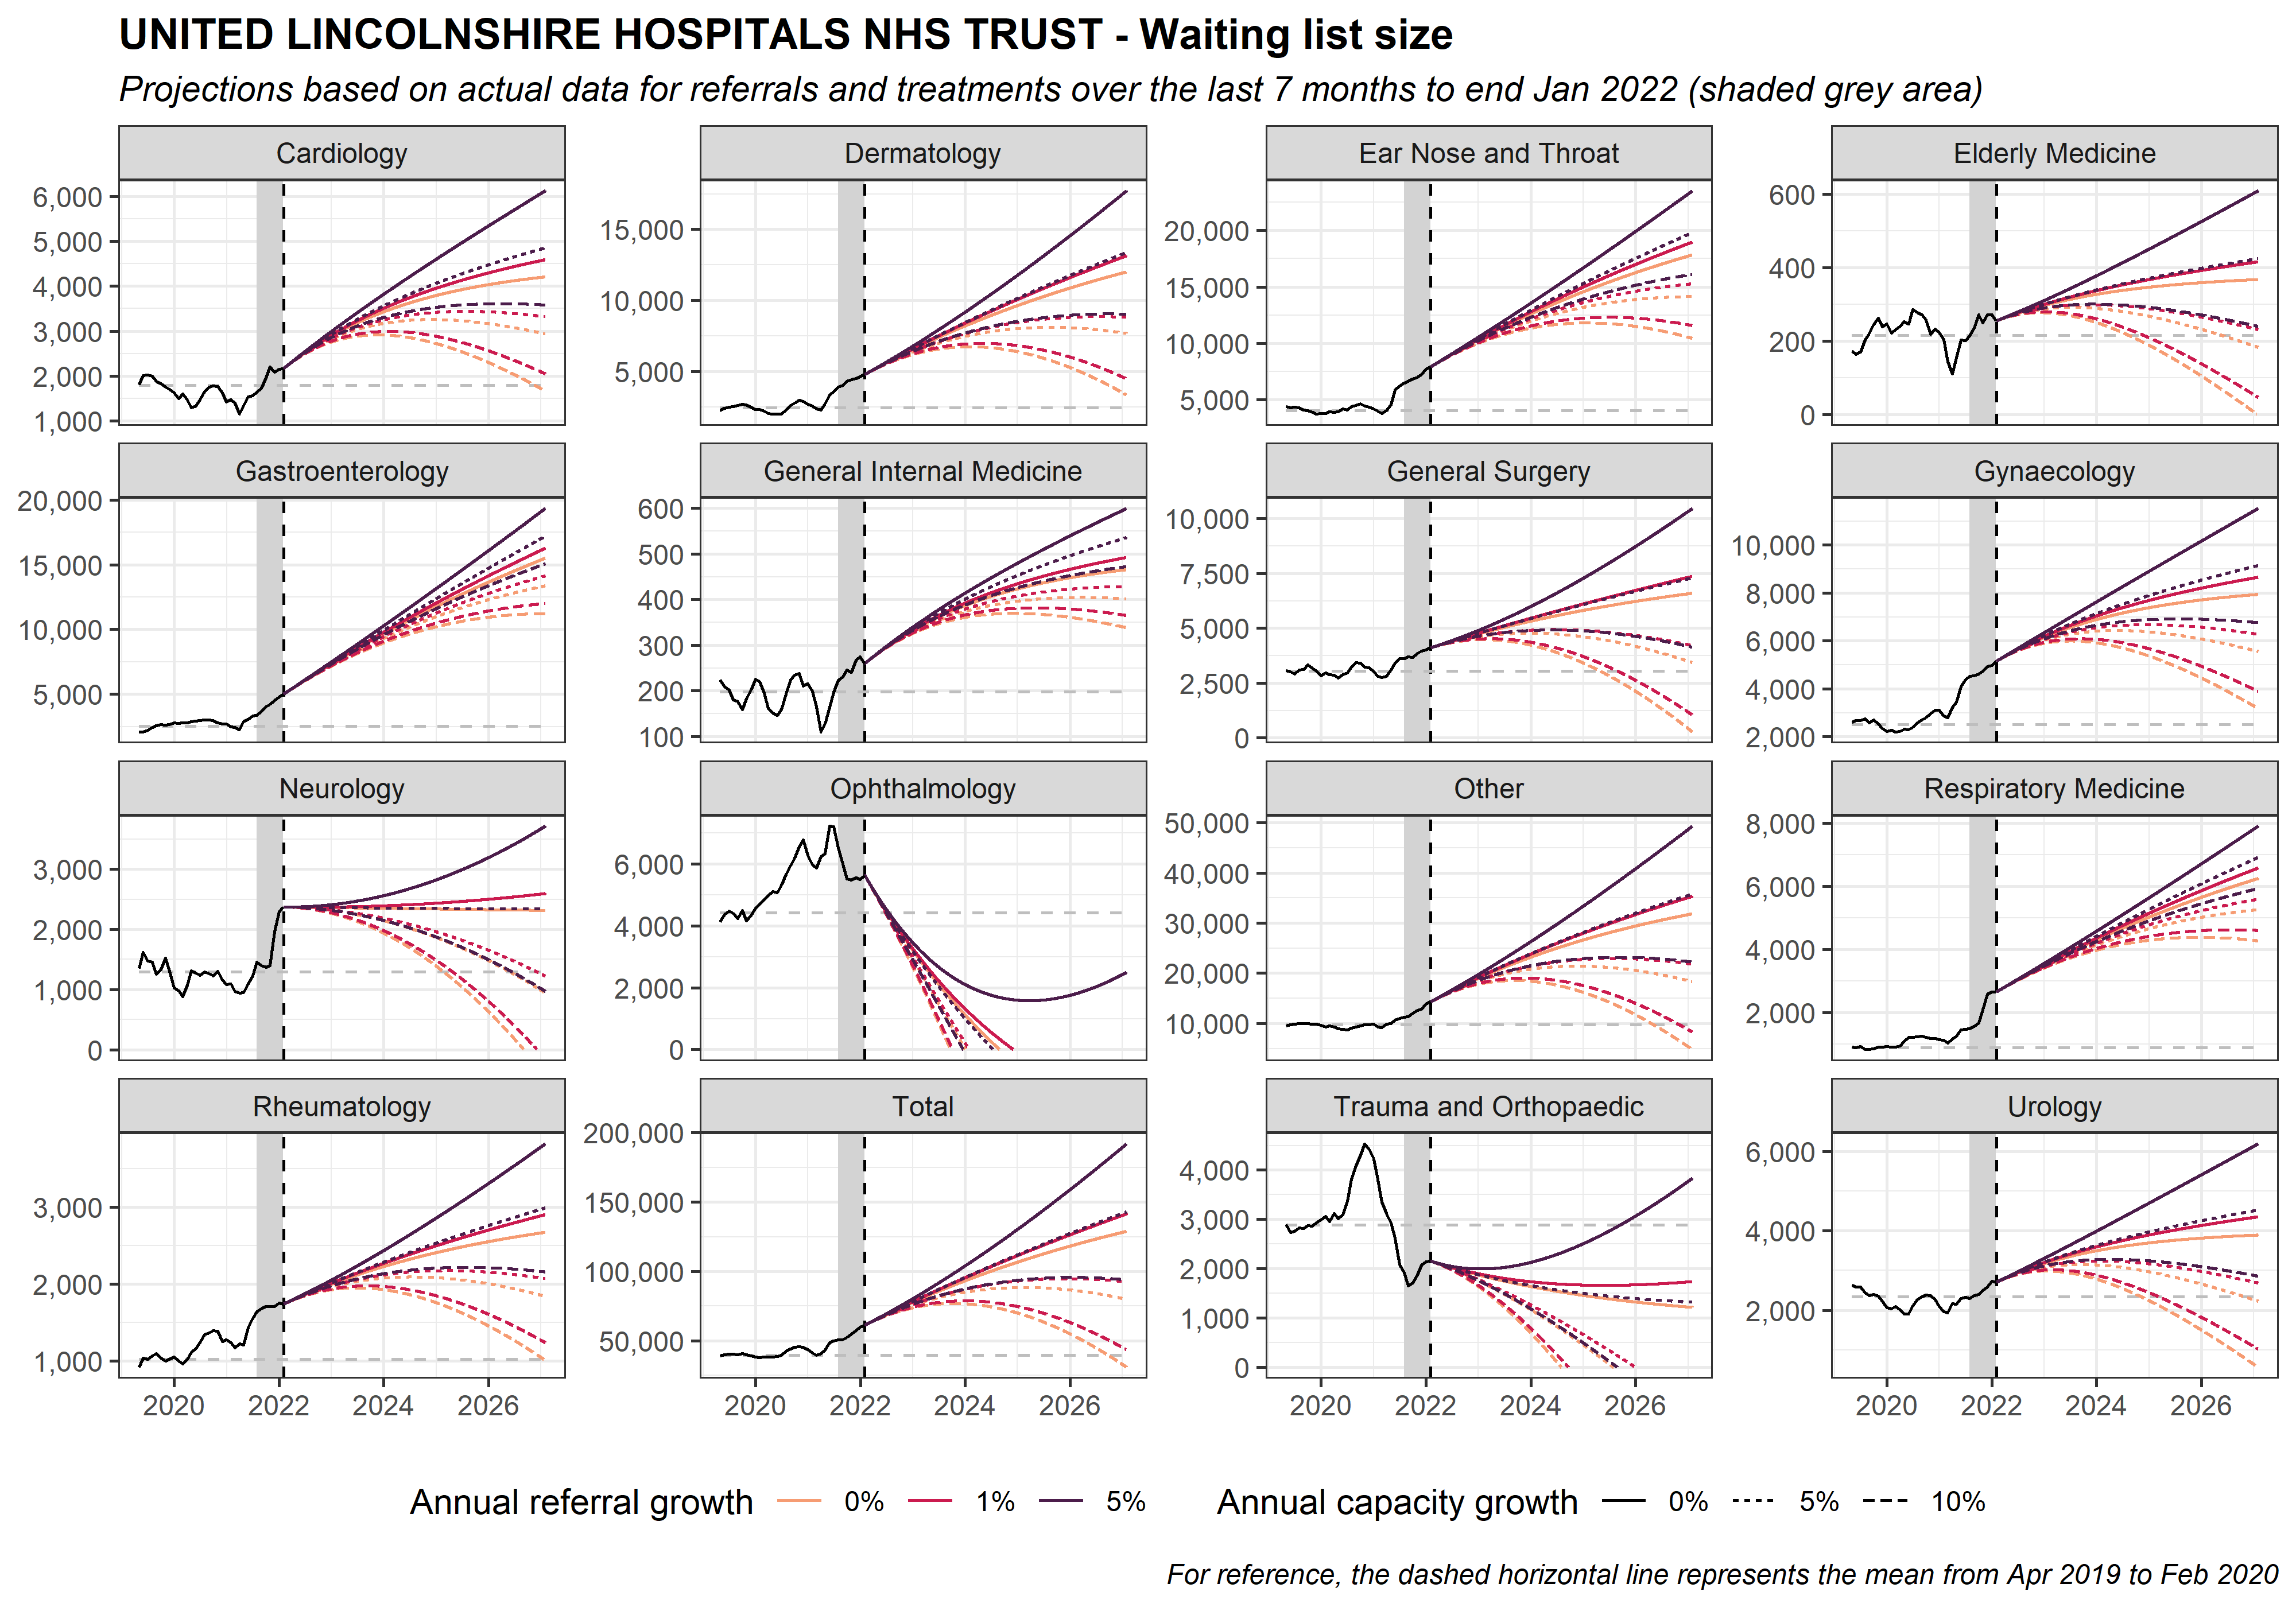 UNITED LINCOLNSHIRE HOSPITALS NHS TRUST - Waiting list size
Projections based on actual data for referrals and treatments over the last 7 months to end Jan 2022 (shaded grey area)
Cardiology
6,000
5,000
4,000
3,000
2,000
1,000
Dermatology
15,000
10,000
5,000
Ear Nose and Throat
20,000
15,000
10,000
5,000
Elderly Medicine
600
400
200
0
Gastroenterology
20,000
15,000
10,000
5,000
General Internal Medicine
600
500
400
300
200
100
General Surgery
10,000
7,500
5,000
2,500
0
Gynaecology
10,000
8,000
6,000
4,000
2,000
Neurology
3,000
2,000
1,000
0
Ophthalmology
6,000
4,000
2,000
0
Other
50,000
40,000
30,000
20,000
10,000
Respiratory Medicine
8,000
6,000
4,000
2,000
Rheumatology
3,000
2,000
1,000
2020 2022 2024 2026
Total
200,000
150,000
100,000
50,000
2020 2022 2024 2026
Trauma and Orthopaedic
4,000
3,000
2,000
1,000
0
2020 2022 2024 2026
Urology
6,000
4,000
2,000
2020 2022 2024 2026
Annual referral growth 0% 1% 5% Annual capacity growth 0% 5% 10%
For reference, the dashed horizontal line represents the mean from Apr 2019 to Feb 2020